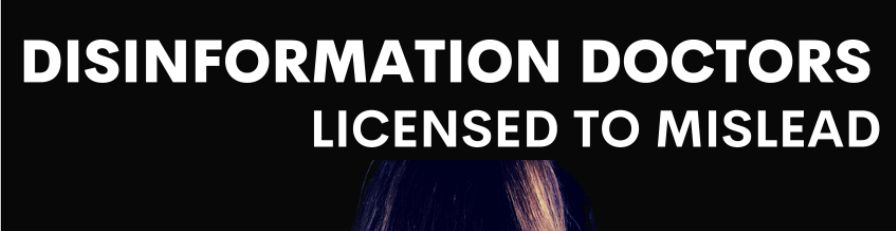 DISINFORMATION DOCTORS
LICENSED TO MISLEAD